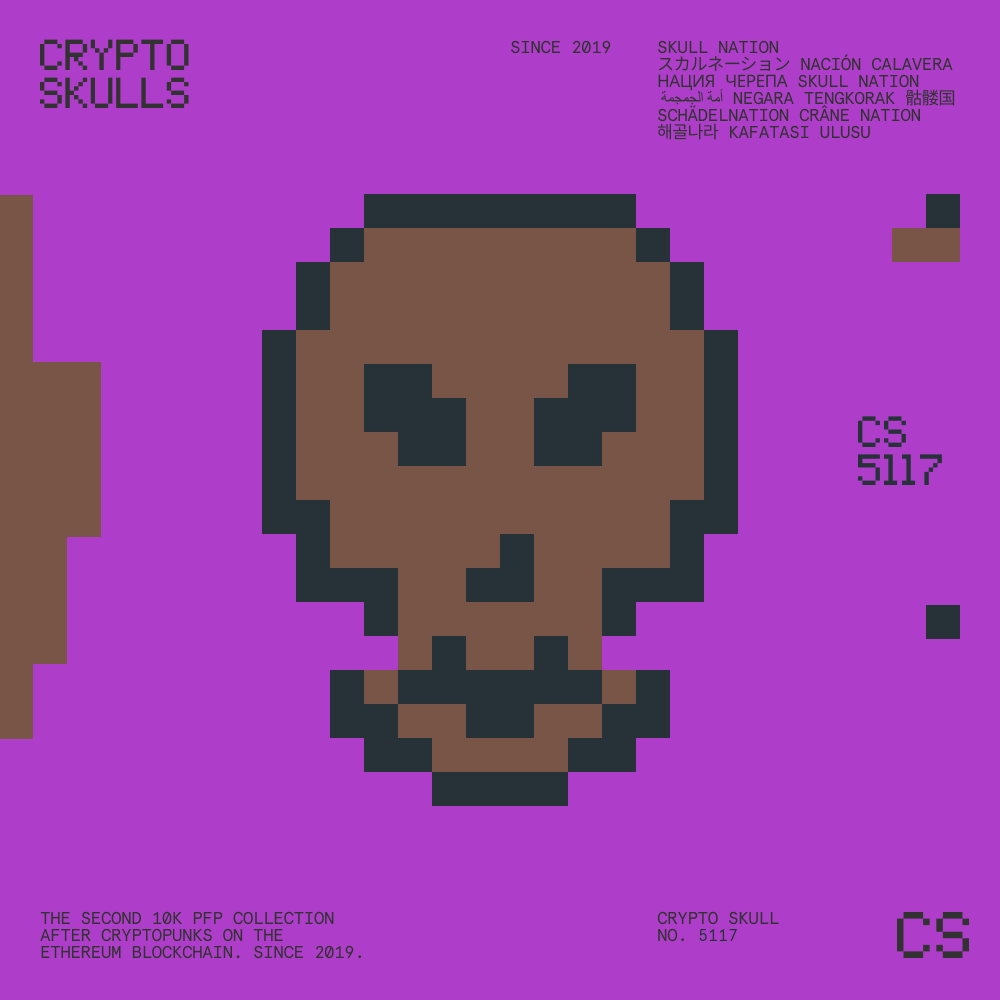 CRYPTO
SKULLS
SINCE 2019
SKULL NATION
スカルネーション NACIÓN CALAVERA
НАЦИЯ ЧЕРЕПА SKULL NATION
أمة الجمجمة NEGARA TENGKORAK 骷髅国
SCHÄDELNATION CRÂNE NATION
해골나라 KAFATASI ULUSU
CS
5117
THE SECOND 10K PFP COLLECTION
AFTER CRYPTOPUNKS ON THE
ETHEREUM BLOCKCHAIN. SINCE 2019.
CRYPTO SKULL
NO. 5117
CS